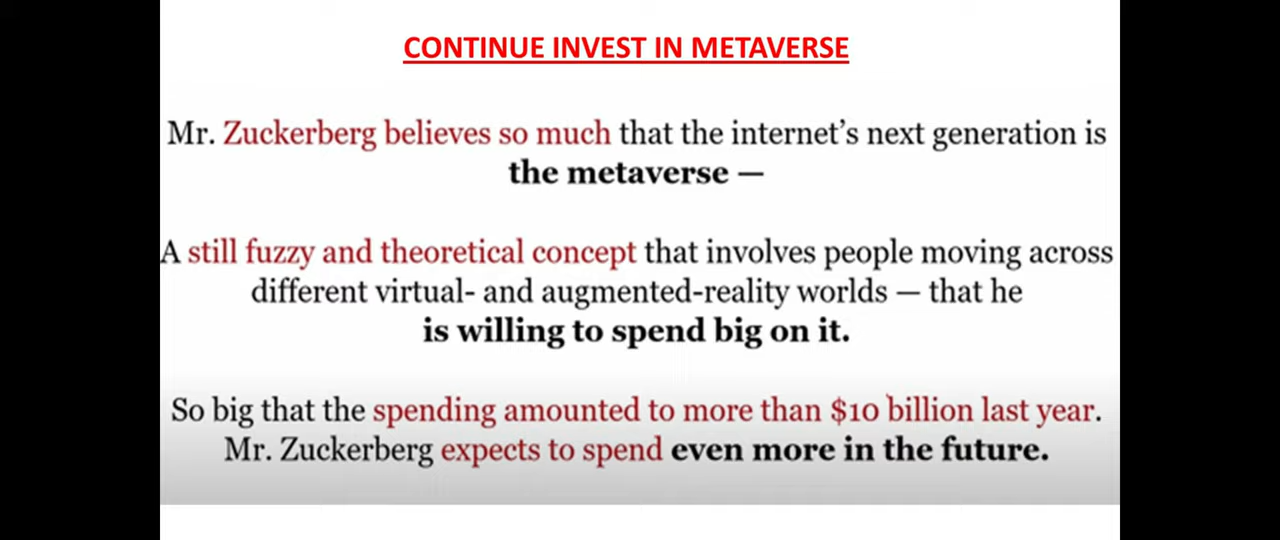 CONTINUE INVEST IN METAVERSE
Mr. Zuckerberg believes so much that the internet’s next generation is
the metaverse —
A still fuzzy and theoretical concept that involves people moving across
different virtual- and augmented-reality worlds — that he
is willing to spend big on it.
So big that the spending amounted to more than $10 billion last year.
Mr. Zuckerberg expects to spend even more in the future.